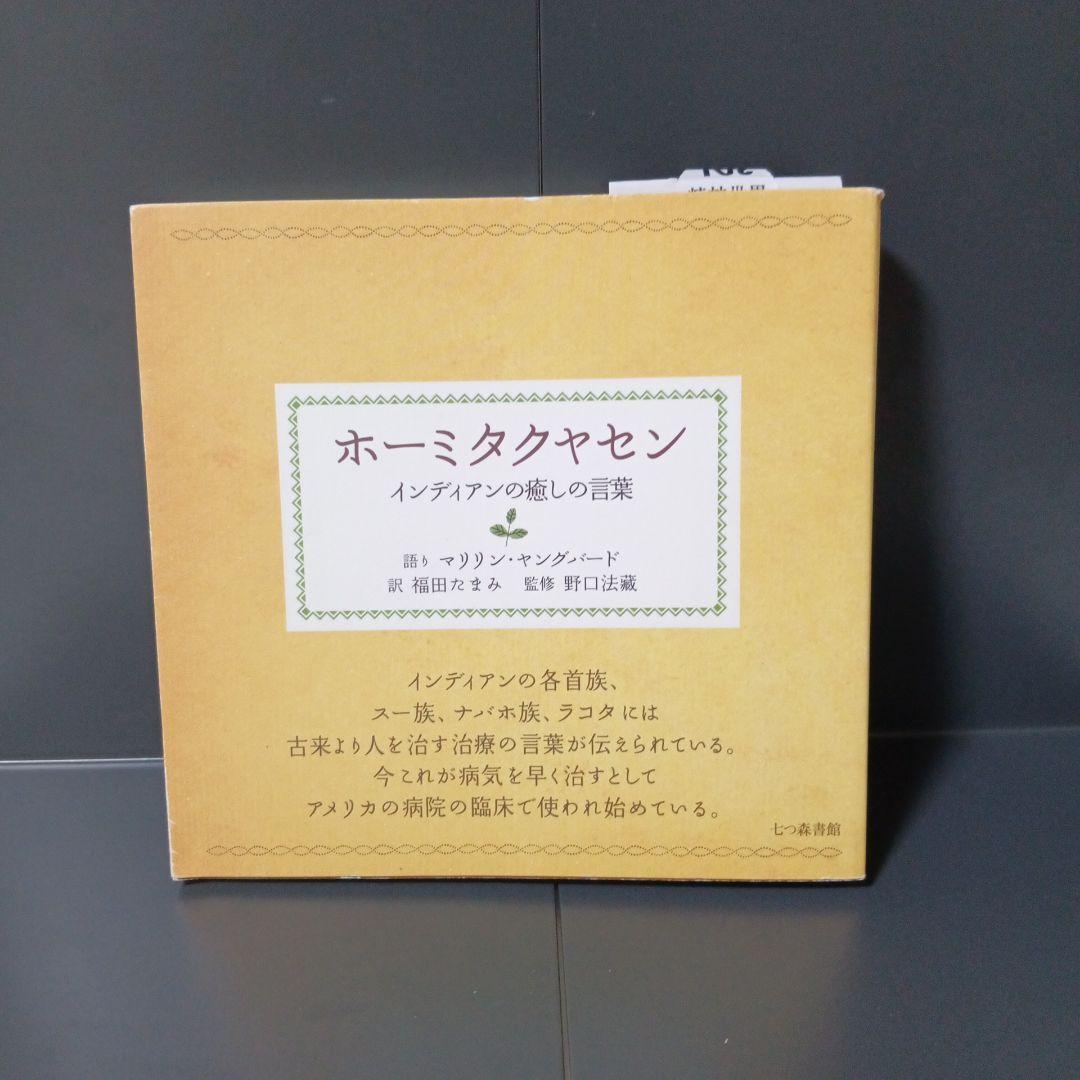 ホーミタクヤセン
インディアンの癒しの言葉
語り マリリン・ヤングバード
訳 福田たまみ 監修 野口法蔵
インディアンの各首族、
スー族、ナバホ族、ラコタには
古来より人を治す治療の言葉が伝えられている。
今これが病気を早く治すとして
アメリカの病院の臨床で使われ始めている。
七つ森書館